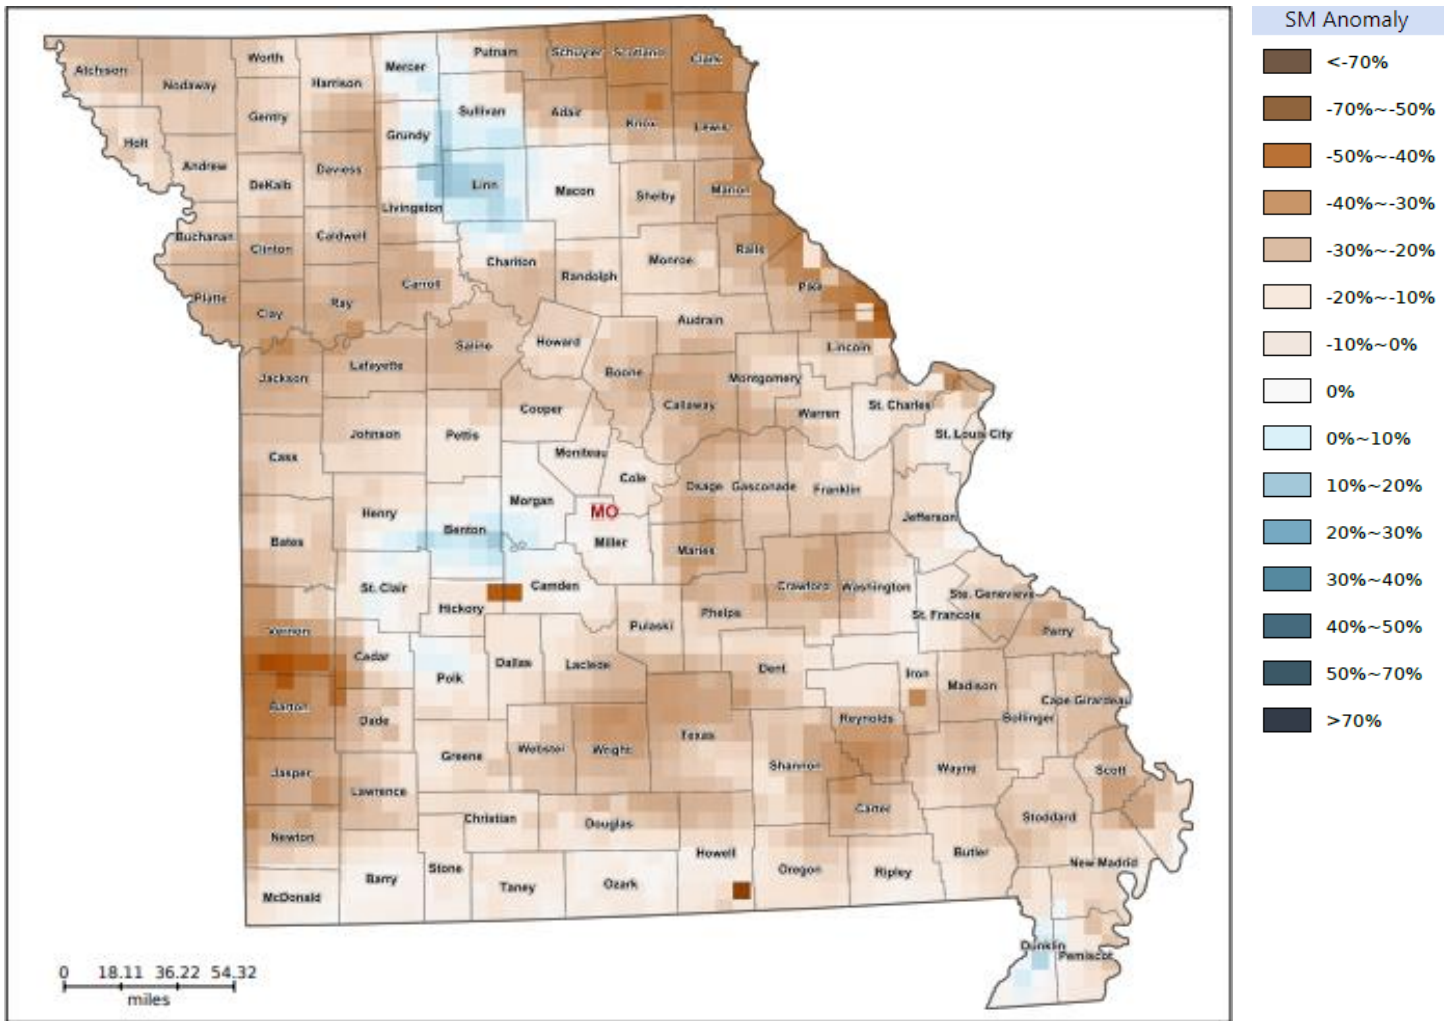 SM Anomaly
<-70%
-70%~-50%
-50%~-40%
-40%~-30%
-30%~-20%
-20%~-10%
-10%~0%
0%
0%~10%
10%~20%
20%~30%
30%~40%
40%~50%
50%~70%
>70%
Atchison
Nodaway
Worth
Harrison
Mercer
Putnam
Schuyler
Scotland
Clark
Holt
Gentry
Grundy
Sullivan
Adair
Knox
Lewis
Andrew
DeKalb
Daviess
Livingston
Linn
Macon
Shelby
Marion
Buchanan
Clinton
Caldwell
Carroll
Chariton
Randolph
Monroe
Ralls
Platte
Clay
Ray
Saline
Howard
Audrain
Pike
Lincoln
Jackson
Lafayette
Cooper
Boone
Callaway
Montgomery
Warren
St. Charles
St. Louis City
Cass
Johnson
Pettis
Moniteau
Cole
Osage
Gasconade
Franklin
Jefferson
Bates
Henry
Benton
Morgan
MO
Miller
Maries
Crawford
Washington
Ste. Genevieve
St. Francois
Perry
Vernon
St. Clair
Hickory
Camden
Pulaski
Phelps
Cedar
Polk
Dallas
Laclede
Dent
Iron
Madison
Cape Girardeau
Bollinger
Barton
Dade
Greene
Webster
Wright
Texas
Shannon
Reynolds
Wayne
Scott
Jasper
Lawrence
Christian
Douglas
Carter
Stoddard
Newton
McDonald
Barry
Stone
Taney
Ozark
Howell
Oregon
Ripley
Butler
New Madrid
Dunklin
Pemiscot
0 18.11 36.22 54.32
miles